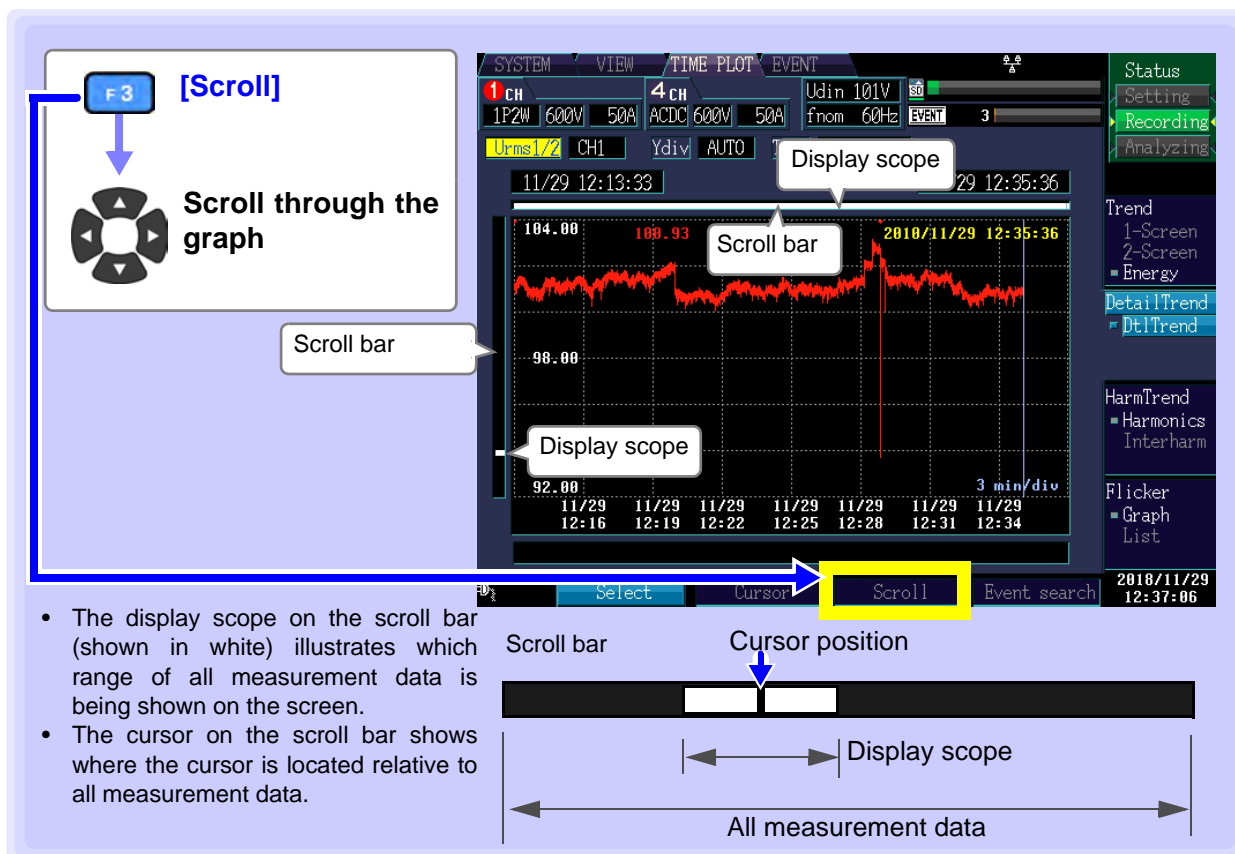 F 3
[Scroll]
Scroll through the
graph
SYSTEM VIEW TIME PLOT EVENT
1 CH 4 CH Udin 101V SD
1P2W 600V 50A ACDC 600V 50A fnom 60Hz EVENT 3
Urms1/2 CH1 Ydiv AUTO
11/29 12:13:33
29 12:35:36
Display scope
Scroll bar
104.00 100.93 2010/11/29 12:35:36
98.00
92.00
3 min/div
11/29 11/29 11/29 11/29 11/29 11/29 11/29
12:16 12:19 12:22 12:25 12:28 12:31 12:34
Scroll bar
Display scope
Status
Setting
Recording
Analyzing
Trend
1-Screen
2-Screen
Energy
DetailTrend
DtlTrend
HarmTrend
Harmonics
Interharm
Flicker
Graph
List
Select Cursor Scroll Event search
2018/11/29
12:37:06
• The display scope on the scroll bar
(shown in white) illustrates which
range of all measurement data is
being shown on the screen.
• The cursor on the scroll bar shows
where the cursor is located relative to
all measurement data.
Scroll bar
Cursor position
Display scope
All measurement data